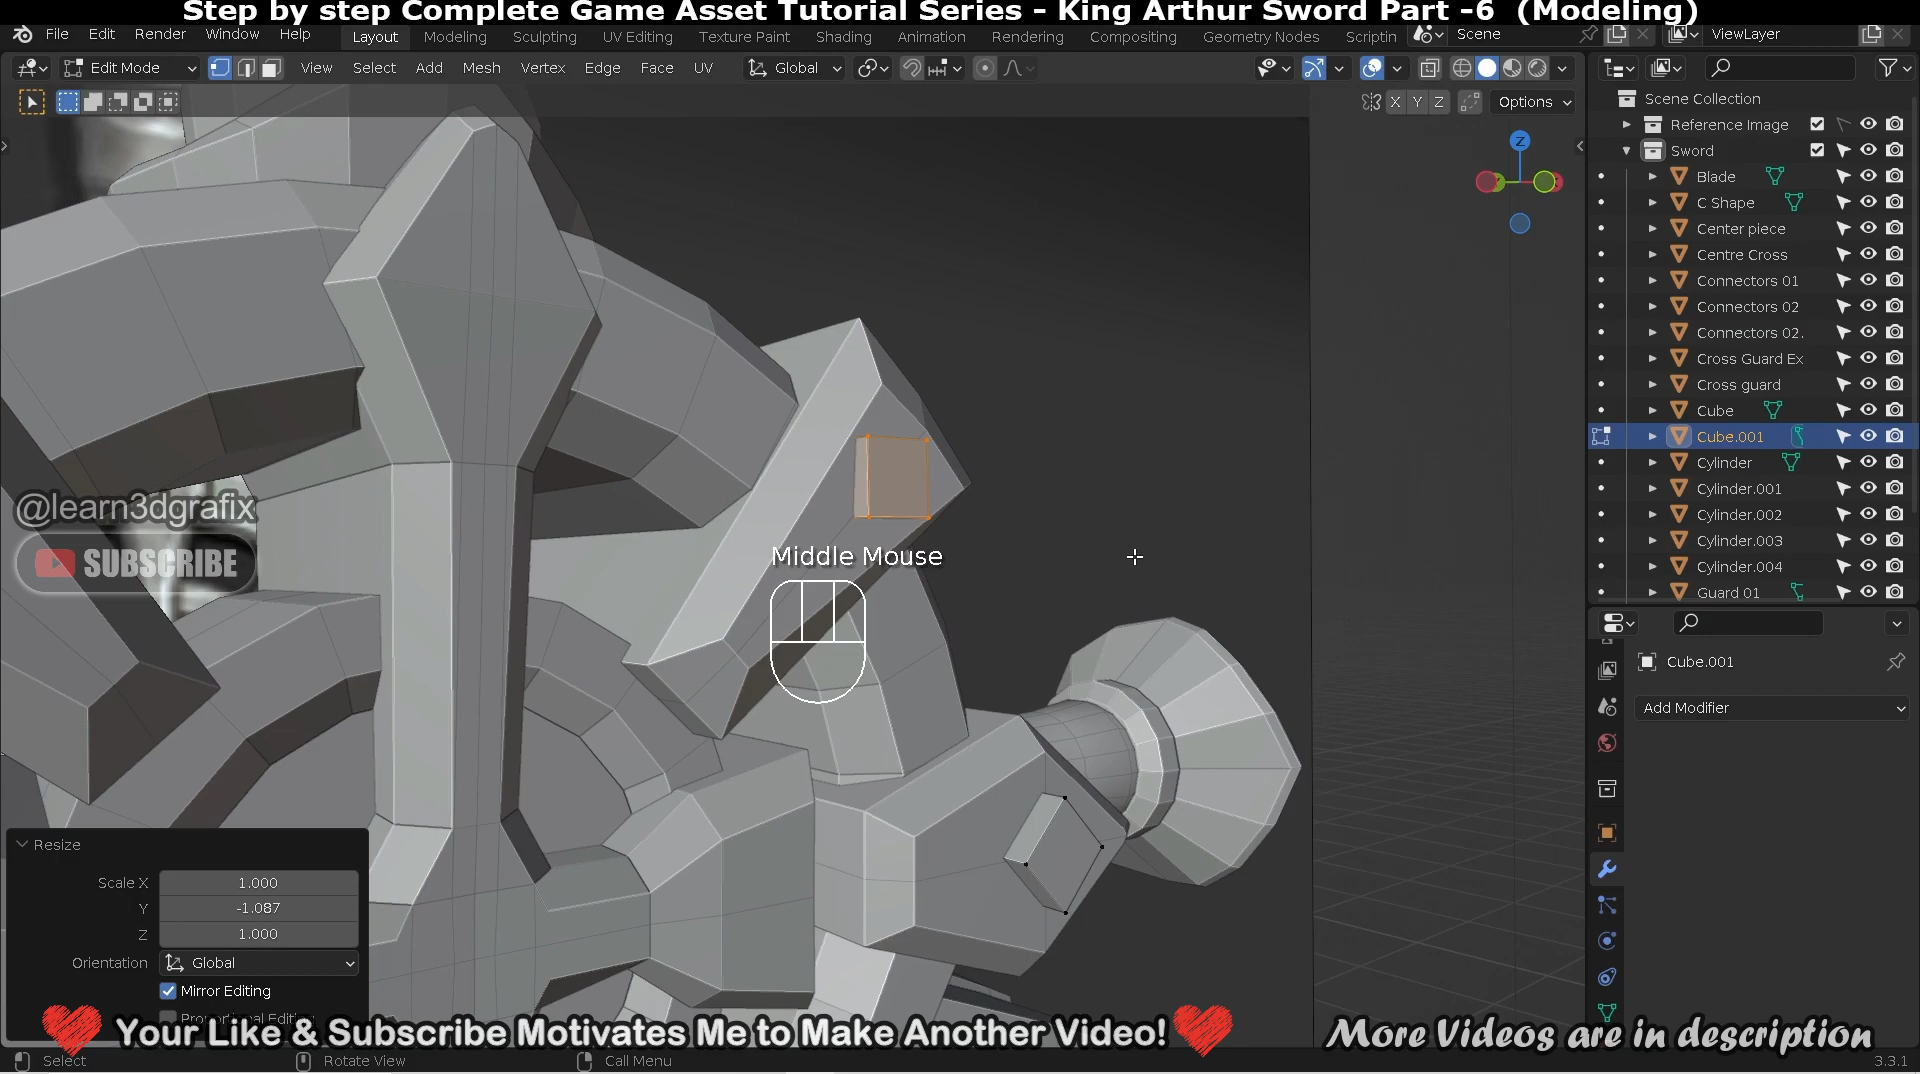 Step by step Complete Game Asset Tutorial Series - King Arthur Sword Part -6 (Modeling)
File Edit Render Window Help Layout Modeling Sculpting UV Editing Texture Paint Shading Animation Rendering Compositing Geometry Nodes Scriptin Scene ViewLayer
Edit Mode View Select Add Mesh Vertex Edge Face UV Global
X Y Z Options
Scene Collection
Reference Image
Sword
Blade
C Shape
Center piece
Centre Cross
Connectors 01
Connectors 02
Connectors 02.
Cross Guard Ex
Cross guard
Cube
Cube.001
Cylinder
Cylinder.001
Cylinder.002
Cylinder.003
Cylinder.004
Guard 01
Z
@learn3dgrafix
SUBSCRIBE
Middle Mouse
Cube.001
Add Modifier
Resize
Scale X 1.000
Y -1.087
Z 1.000
Orientation Global
Mirror Editing
Proportional Editin
Your Like & Subscribe Motivates Me to Make Another Video!
More Videos are in description
Select Rotate View Call Menu 3.3.1